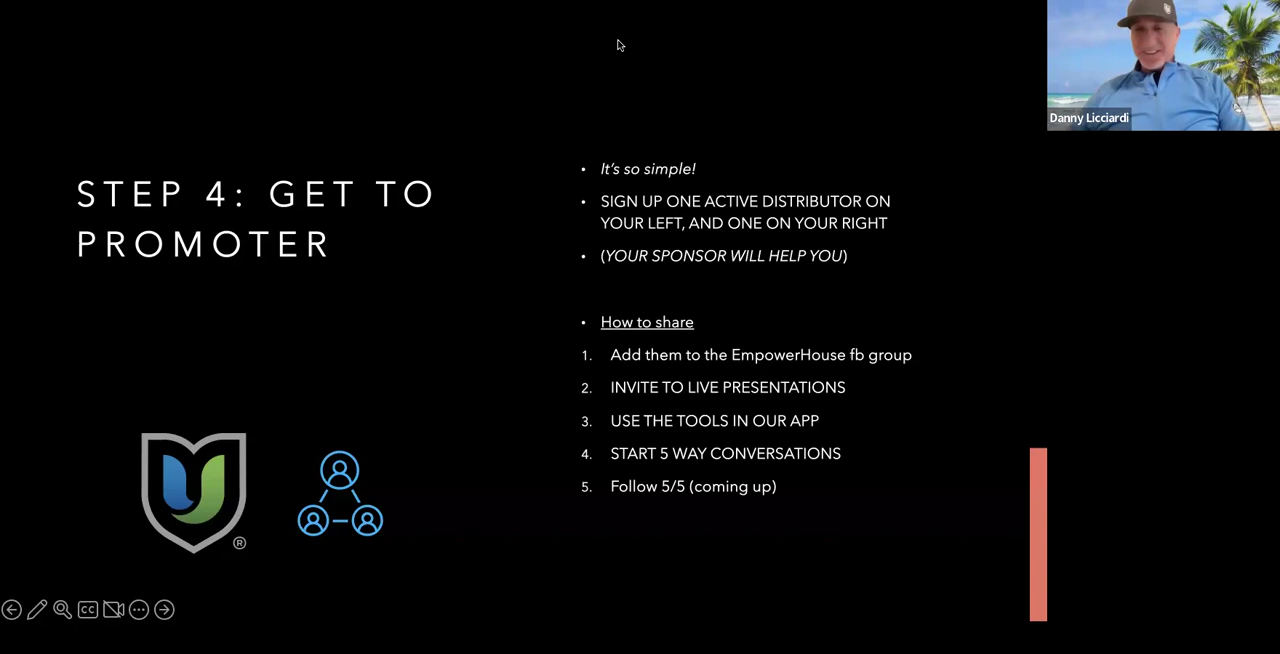 Danny Licciardi
STEP 4: GET TO
PROMOTER
• It's so simple!
• SIGN UP ONE ACTIVE DISTRIBUTOR ON
YOUR LEFT, AND ONE ON YOUR RIGHT
• (YOUR SPONSOR WILL HELP YOU)
• How to share
1. Add them to the EmpowerHouse fb group
2. INVITE TO LIVE PRESENTATIONS
3. USE THE TOOLS IN OUR APP
4. START 5 WAY CONVERSATIONS
5. Follow 5/5 (coming up)
®
CC